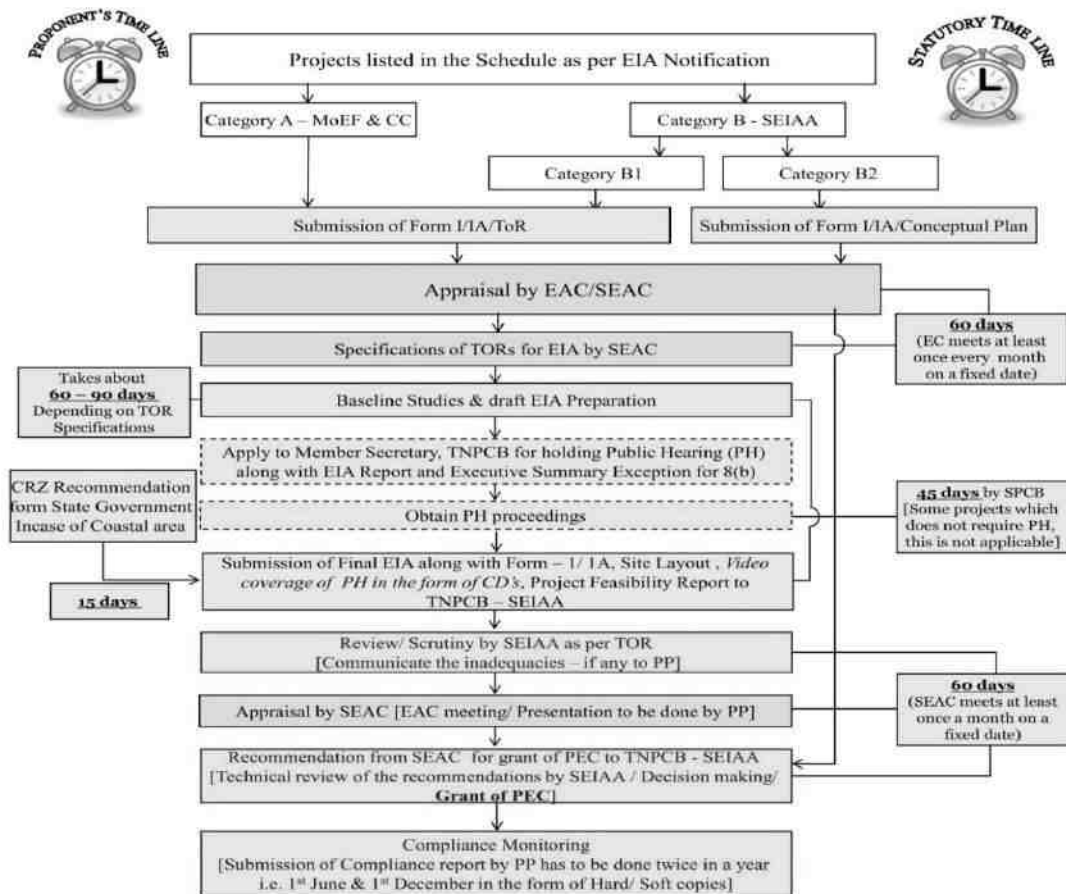 PROPONENT'S TIME LINE
STATUTORY TIME LINE
Projects listed in the Schedule as per EIA Notification
Category A – MoEF & CC
Category B - SEIAA
Category B1
Category B2
Submission of Form I/IA/ToR
Submission of Form I/IA/Conceptual Plan
Appraisal by EAC/SEAC
60 days
(EC meets at least
once every month
on a fixed date)
Specifications of TORs for EIA by SEAC
Takes about
60 – 90 days
Depending on TOR
Specifications
Baseline Studies & draft EIA Preparation
Apply to Member Secretary, TNPCB for holding Public Hearing (PH)
along with EIA Report and Executive Summary Exception for 8(b)
CRZ Recommendation
form State Government
Incase of Coastal area
45 days by SPCB
[Some projects which
does not require PH,
this is not applicable]
Obtain PH proceedings
Submission of Final EIA along with Form – 1/ 1A, Site Layout , Video
coverage of PH in the form of CD's, Project Feasibility Report to
TNPCB – SEIAA
15 days
Review/ Scrutiny by SEIAA as per TOR
[Communicate the inadequacies – if any to PP]
60 days
(SEAC meets at least
once a month on a
fixed date)
Appraisal by SEAC [EAC meeting/ Presentation to be done by PP]
Recommendation from SEAC for grant of PEC to TNPCB - SEIAA
[Technical review of the recommendations by SEIAA / Decision making/
Grant of PEC]
Compliance Monitoring
[Submission of Compliance report by PP has to be done twice in a year
i.e. 1st June & 1st December in the form of Hard/ Soft copies]